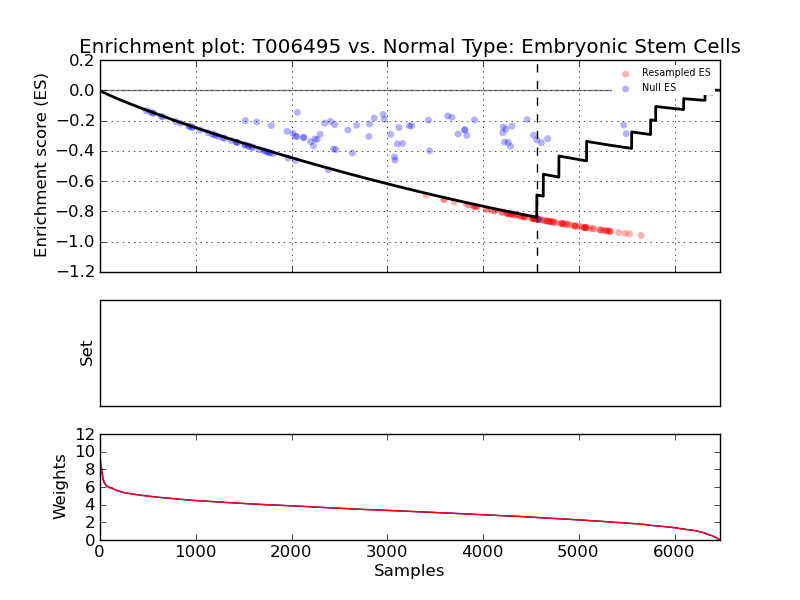 Enrichment plot: T006495 vs. Normal Type: Embryonic Stem Cells
Enrichment score (ES)
0.2
0.0
−0.2
−0.4
−0.6
−0.8
−1.0
−1.2
Resampled ES
Null ES
Set
Weights
12
10
8
6
4
2
0
0 1000 2000 3000 4000 5000 6000
Samples